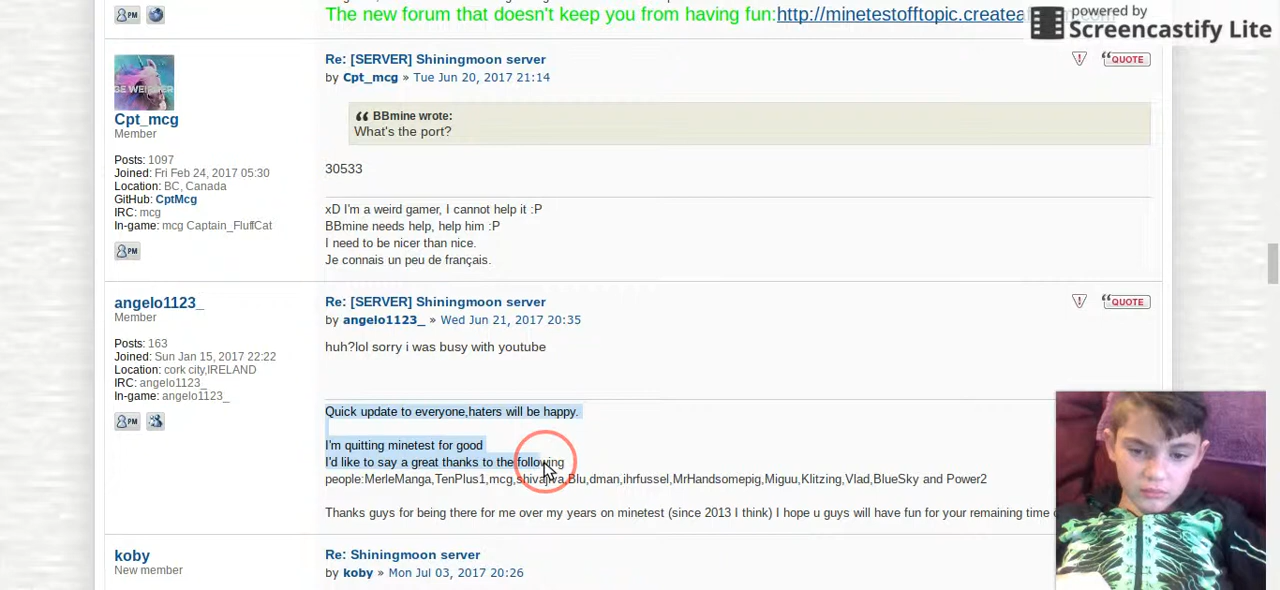 The new forum that doesn't keep you from having fun:http://minetestofftopic.createa
powered by
Screencastify Lite
Re: [SERVER] Shiningmoon server
QUOTE
by Cpt_mcg » Tue Jun 20, 2017 21:14
Cpt_mcg
Member
BBmine wrote:
What's the port?
Posts: 1097
Joined: Fri Feb 24, 2017 05:30
Location: BC, Canada
GitHub: CptMcg
IRC: mcg
In-game: mcg Captain_FluffCat
PM
30533
xD I'm a weird gamer, I cannot help it :P
BBmine needs help, help him :P
I need to be nicer than nice.
Je connais un peu de français.
angelo1123_
Member
Re: [SERVER] Shiningmoon server
QUOTE
by angelo1123_ » Wed Jun 21, 2017 20:35
Posts: 163
Joined: Sun Jan 15, 2017 22:22
Location: cork city,IRELAND
IRC: angelo1123_
In-game: angelo1123_
PM
huh?lol sorry i was busy with youtube
Quick update to everyone,haters will be happy.
I'm quitting minetest for good
I'd like to say a great thanks to the following
people:MerleManga,TenPlus1,mcg,shivajiva,Blu,dman,ihrfussel,MrHandsomepig,Miguu,Klitzing,Vlad,BlueSky and Power2
Thanks guys for being there for me over my years on minetest (since 2013 I think) I hope u guys will have fun for your remaining time
koby
New member
Re: Shiningmoon server
by koby » Mon Jul 03, 2017 20:26